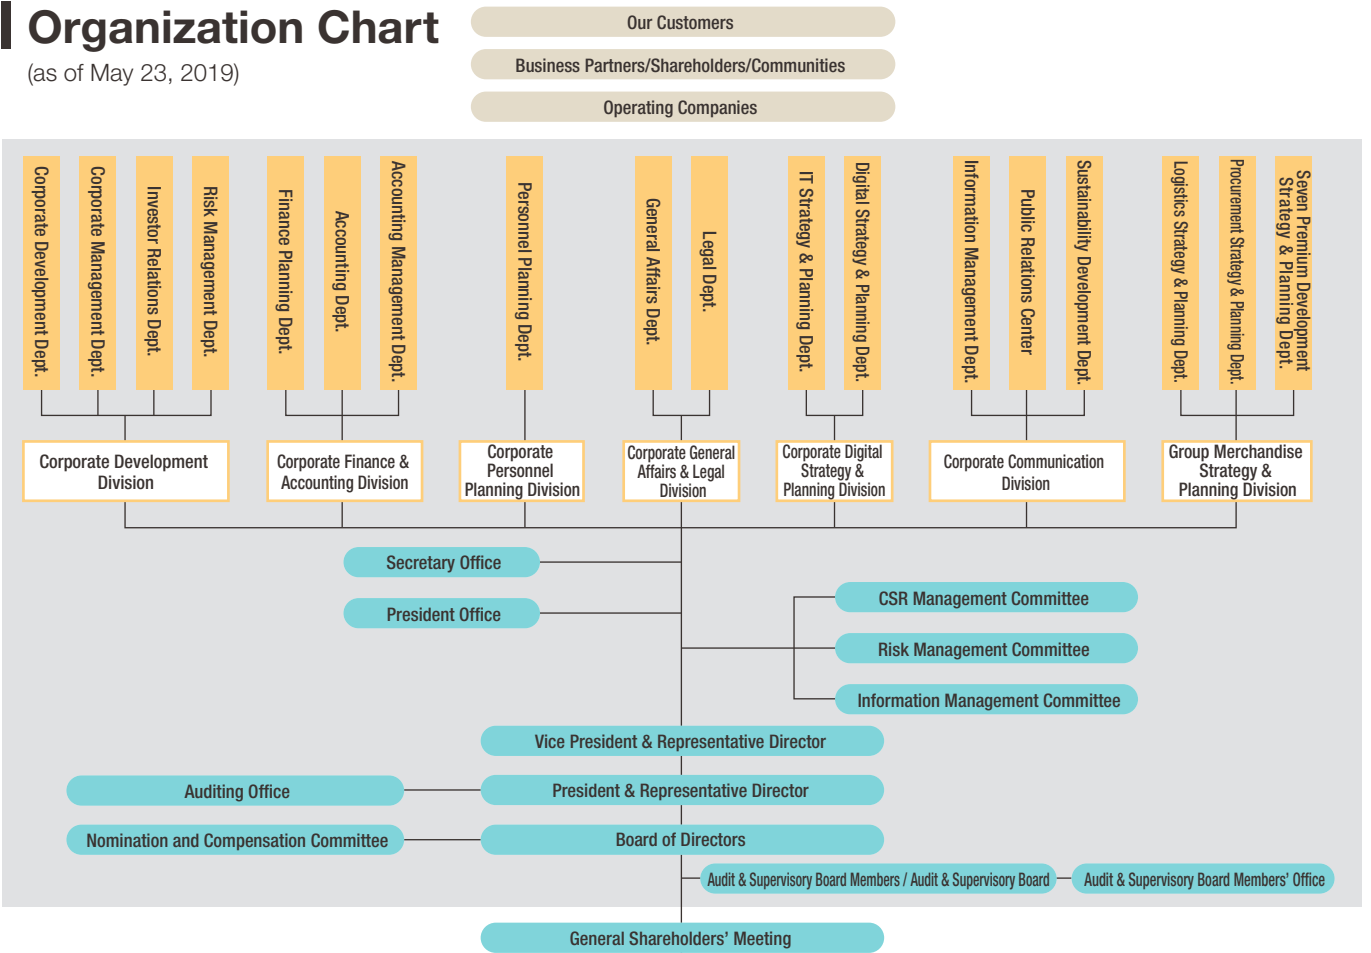 Organization Chart
(as of May 23, 2019)
Our Customers
Business Partners/Shareholders/Communities
Operating Companies
Corporate Development Dept.
Corporate Management Dept.
Investor Relations Dept.
Risk Management Dept.
Finance Planning Dept.
Accounting Dept.
Accounting Management Dept.
Personnel Planning Dept.
General Affairs Dept.
Legal Dept.
IT Strategy & Planning Dept.
Digital Strategy & Planning Dept.
Information Management Dept.
Public Relations Center
Sustainability Development Dept.
Logistics Strategy & Planning Dept.
Procurement Strategy & Planning Dept.
Seven Premium Development
Strategy & Planning Dept.
Corporate Development
Division
Corporate Finance &
Accounting Division
Corporate
Personnel
Planning Division
Corporate General
Affairs & Legal
Division
Corporate Digital
Strategy &
Planning Division
Corporate Communication
Division
Group Merchandise
Strategy &
Planning Division
Secretary Office
President Office
CSR Management Committee
Risk Management Committee
Information Management Committee
Vice President & Representative Director
Auditing Office
President & Representative Director
Nomination and Compensation Committee
Board of Directors
Audit & Supervisory Board Members / Audit & Supervisory Board
Audit & Supervisory Board Members’ Office
General Shareholders’ Meeting